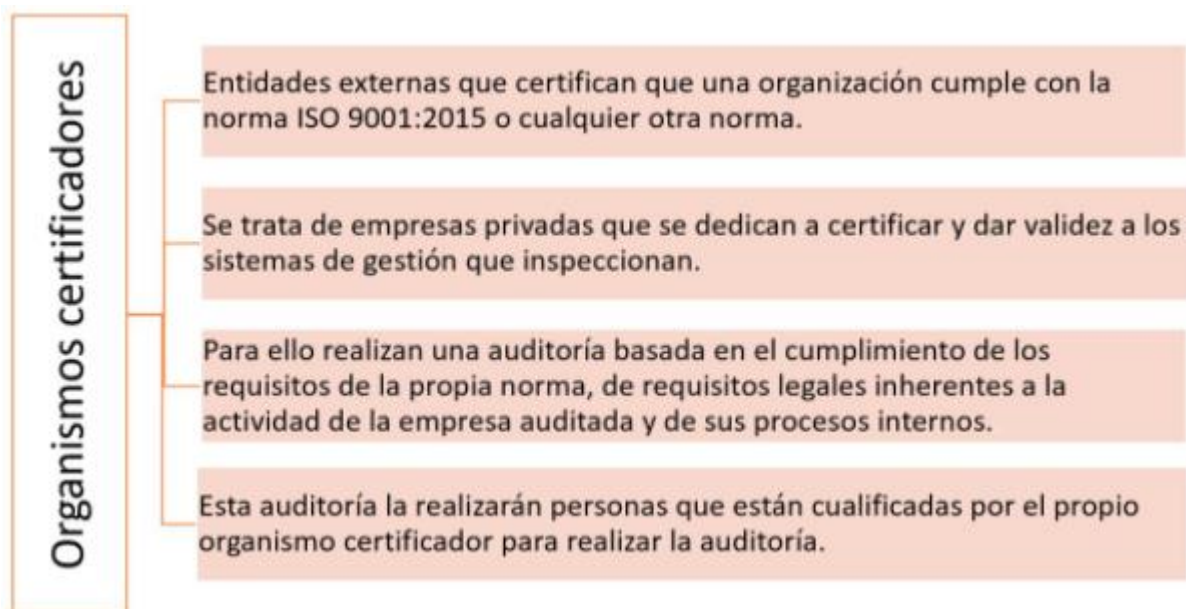 Organismos certificadores
Entidades externas que certifican que una organización cumple con la
norma ISO 9001:2015 o cualquier otra norma.
Se trata de empresas privadas que se dedican a certificar y dar validez a los
sistemas de gestión que inspeccionan.
Para ello realizan una auditoría basada en el cumplimiento de los
requisitos de la propia norma, de requisitos legales inherentes a la
actividad de la empresa auditada y de sus procesos internos.
Esta auditoría la realizarán personas que están cualificadas por el propio
organismo certificador para realizar la auditoría.